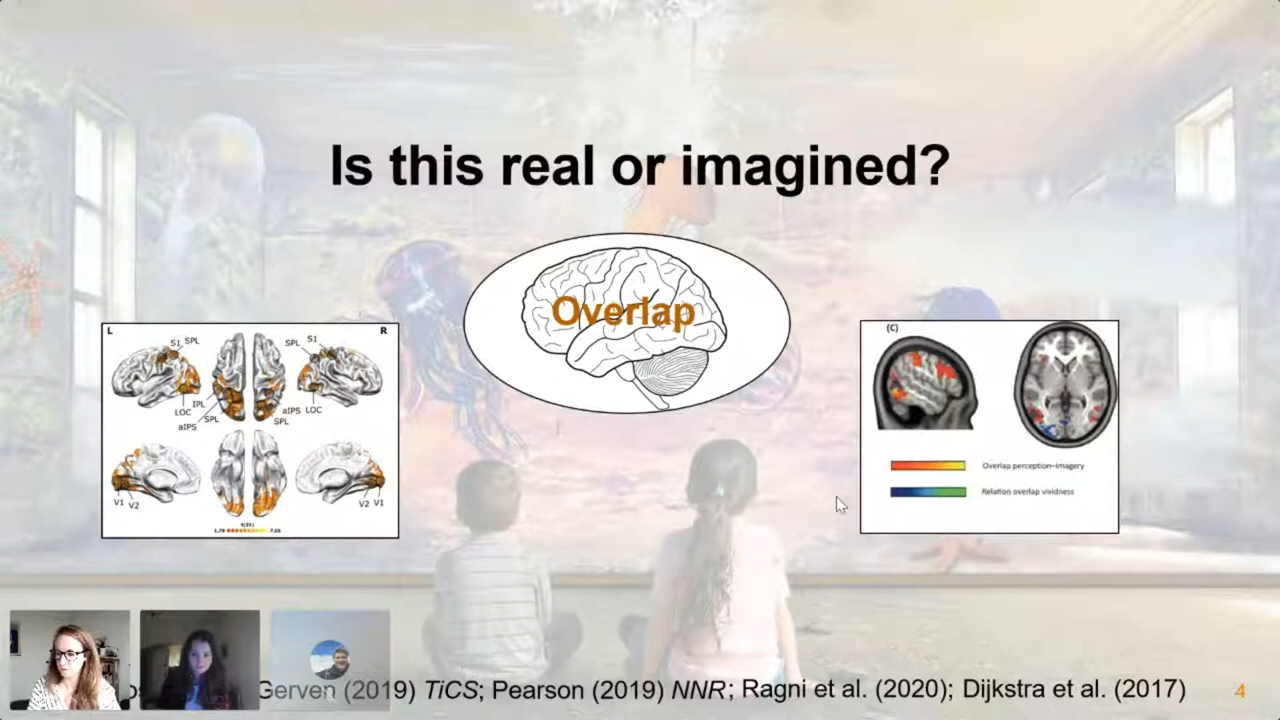 Is this real or imagined?
Overlap
L
R
S1
SPL
SPL
S1
LOC
IPL
aIPS
SPL
aIPS
LOC
SPL
V1
V2
V2
V1
(C)
Overlap perception–imagery
Relation overlap vividness
Gerven (2019) TiCS; Pearson (2019) NNR; Ragni et al. (2020); Dijkstra et al. (2017)
4